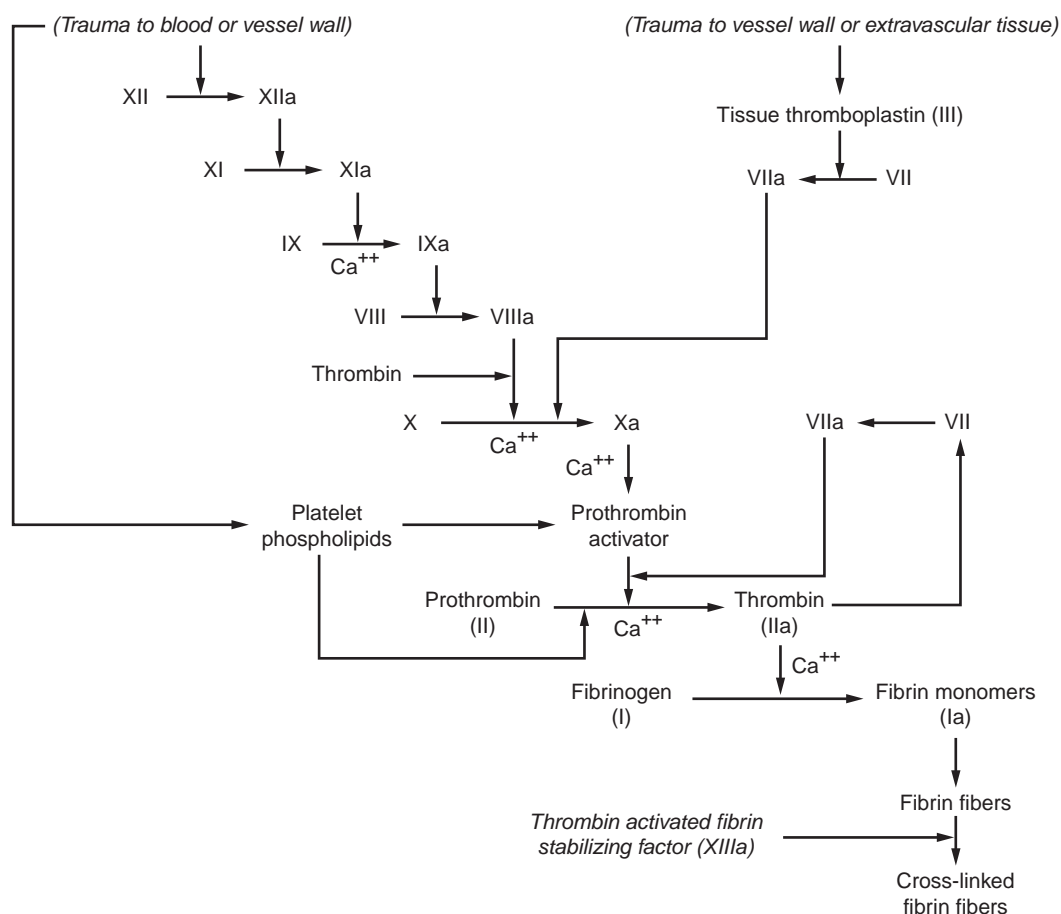 (Trauma to blood or vessel wall)
(Trauma to vessel wall or extravascular tissue)
XII
XIIa
Tissue thromboplastin (III)
XI
XIa
VIIa
VII
IX
Ca++
IXa
VIII
VIIIa
Thrombin
X
Ca++
Xa
VIIa
VII
Ca++
Platelet
phospholipids
Prothrombin
activator
Prothrombin
(II)
Ca++
Thrombin
(IIa)
Ca++
Fibrinogen
(I)
Fibrin monomers
(Ia)
Fibrin fibers
Thrombin activated fibrin
stabilizing factor (XIIIa)
Cross-linked
fibrin fibers